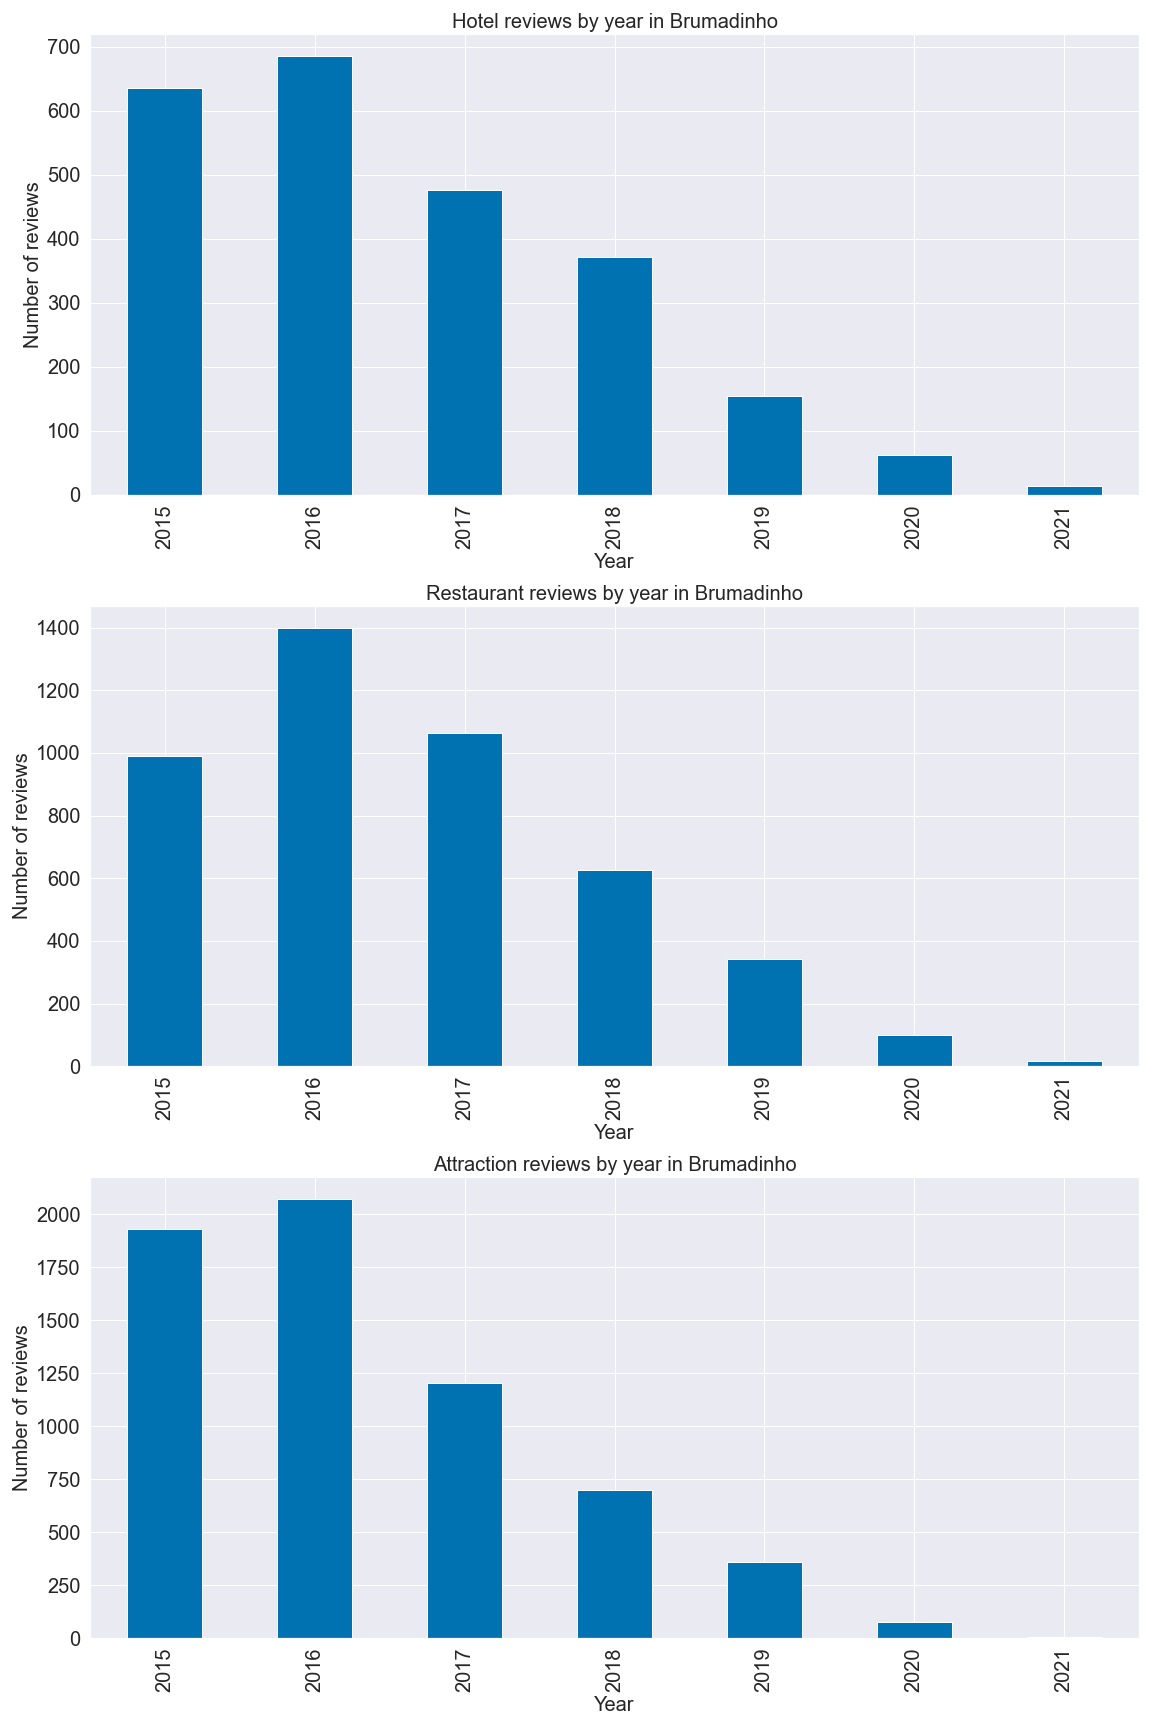 Hotel reviews by year in Brumadinho
700
600
500
400
300
200
100
0
Number of reviews
2015 2016 2017 2018 2019 2020 2021
Year
Restaurant reviews by year in Brumadinho
1400
1200
1000
800
600
400
200
0
Number of reviews
2015 2016 2017 2018 2019 2020 2021
Year
Attraction reviews by year in Brumadinho
2000
1750
1500
1250
1000
750
500
250
0
Number of reviews
2015 2016 2017 2018 2019 2020 2021
Year